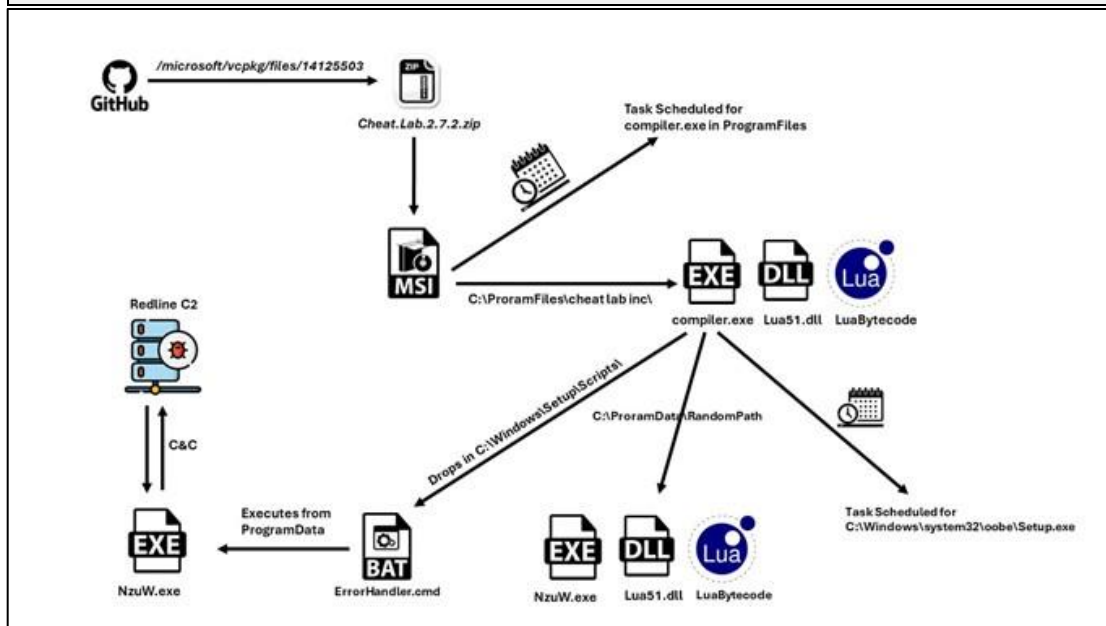 /microsoft/vcpkg/files/14125503
GitHub
ZIP
Cheat.Lab.2.7.2.zip
Task Scheduled for
compiler.exe in ProgramFiles
MSI
C:\ProramFiles\cheat lab inc\
EXE
DLL
Lua
compiler.exe
Lua51.dll
LuaBytecode
Redline C2
C&C
Drops in C:\Windows\Setup\Scripts\
C:\ProramData\RandomPath
Executes from
ProgramData
EXE
NzuW.exe
BAT
ErrorHandler.cmd
EXE
DLL
Lua
NzuW.exe
Lua51.dll
LuaBytecode
Task Scheduled for
C:\Windows\system32\oobe\Setup.exe